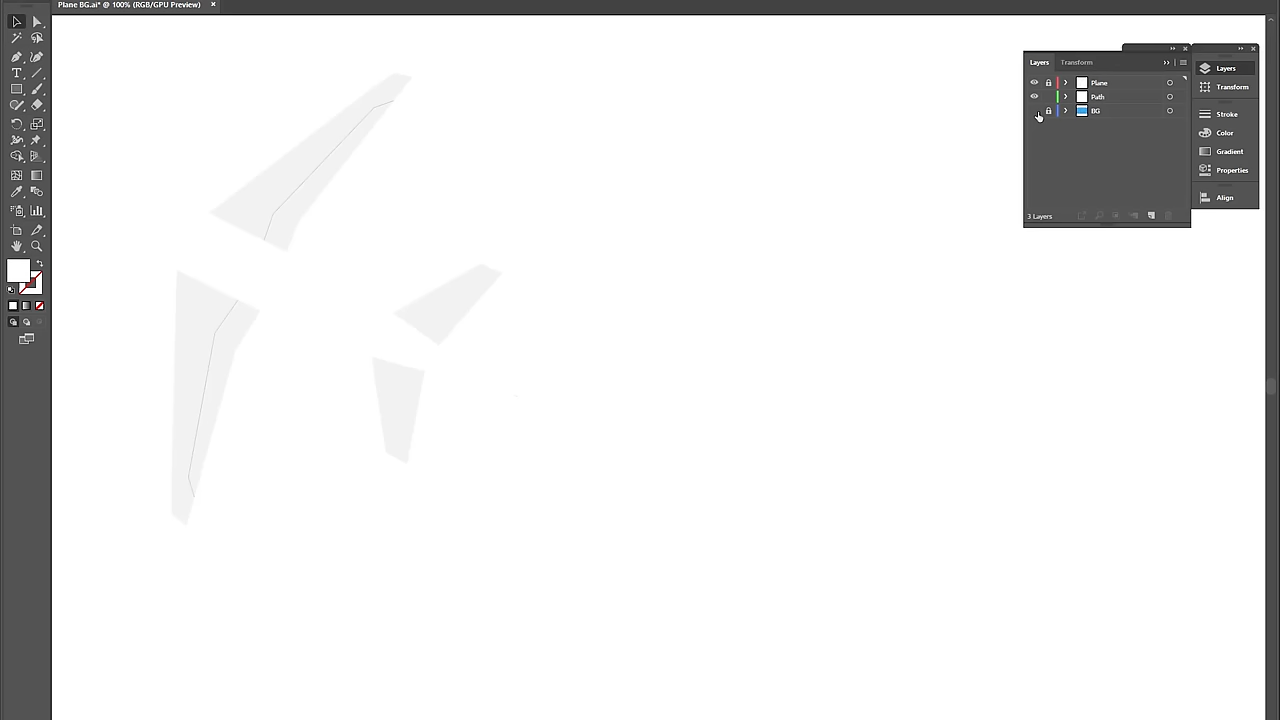 Plane BG.ai* @ 100% (RGB/GPU Preview)
Layers
Transform
Plane
Path
BG
3 Layers
Layers
Transform
Stroke
Color
Gradient
Properties
Align